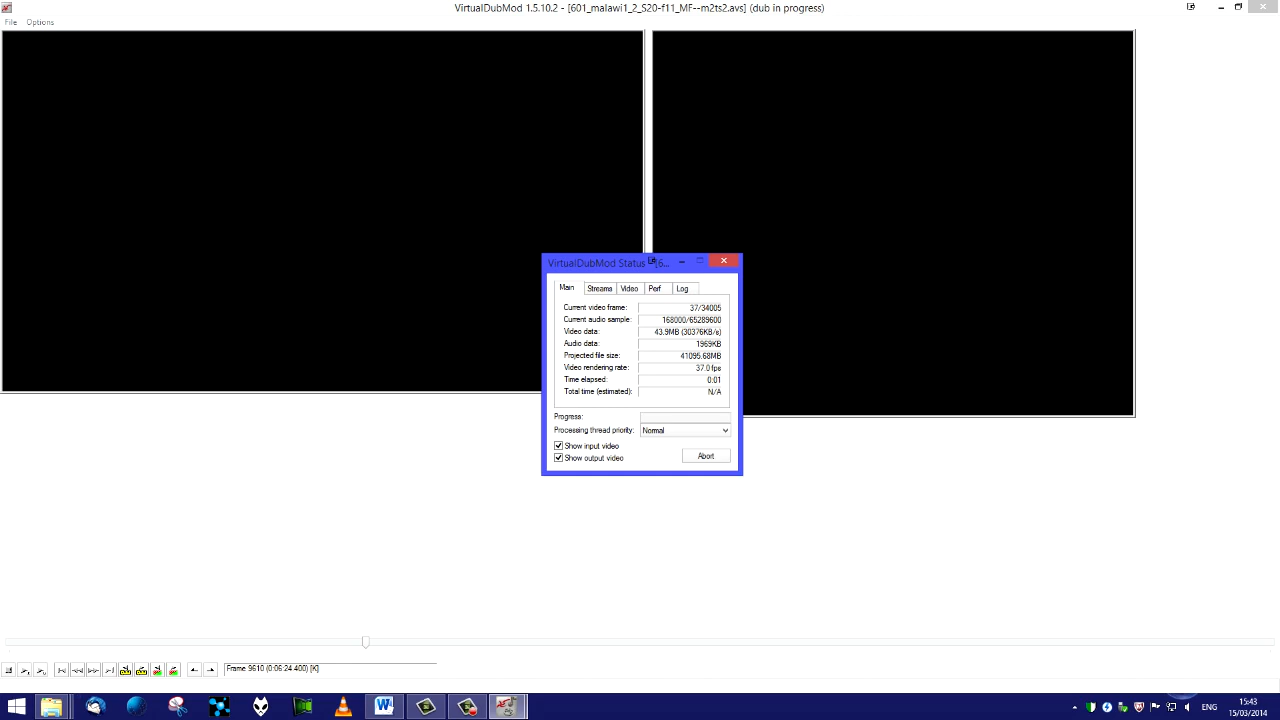 VirtualDubMod 1.5.10.2 - [601_malawi1_2_S20-f11_MF--m2ts2.avs] (dub in progress)
File Options
VirtualDubMod Status
Main Streams Video Perf Log
Current video frame: 37/34005
Current audio sample: 168000/65289600
Video data: 43.9MB (30376KB/s)
Audio data: 1969KB
Projected file size: 41095.68MB
Video rendering rate: 37.0 fps
Time elapsed: 0:01
Total time (estimated): N/A
Progress:
Processing thread priority: Normal
Show input video
Show output video
Abort
Frame 9610 (0:06:24.400) [K]
ENG
15:43
15/03/2014